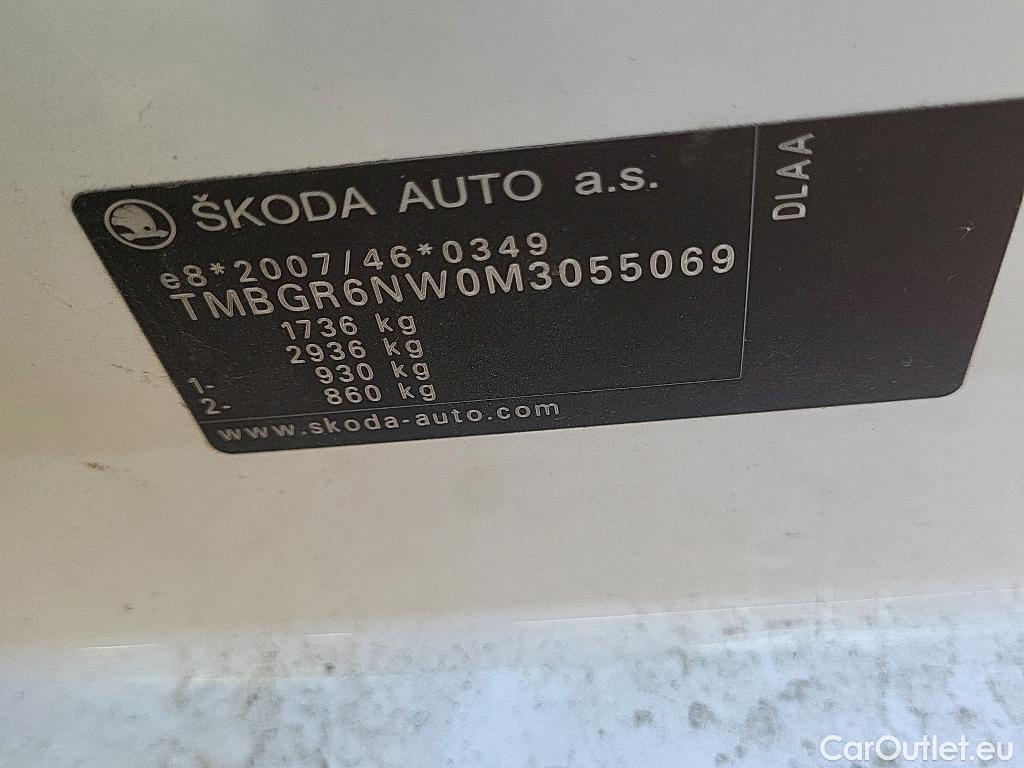 ŠKODA AUTO a.s.
e8*2007/46*0349
TMBGR6NW0M3055069
1736 kg
2936 kg
1- 930 kg
2- 860 kg
www.skoda-auto.com
DLAA
CarOutlet.eu